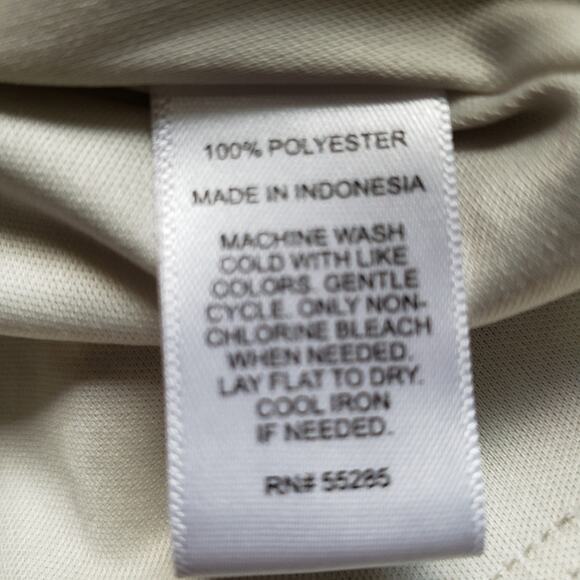 100% POLYESTER
MADE IN INDONESIA
MACHINE WASH
COLD WITH LIKE
COLORS. GENTLE
CYCLE. ONLY NON-
CHLORINE BLEACH
WHEN NEEDED.
LAY FLAT TO DRY.
COOL IRON
IF NEEDED.
RN# 55285